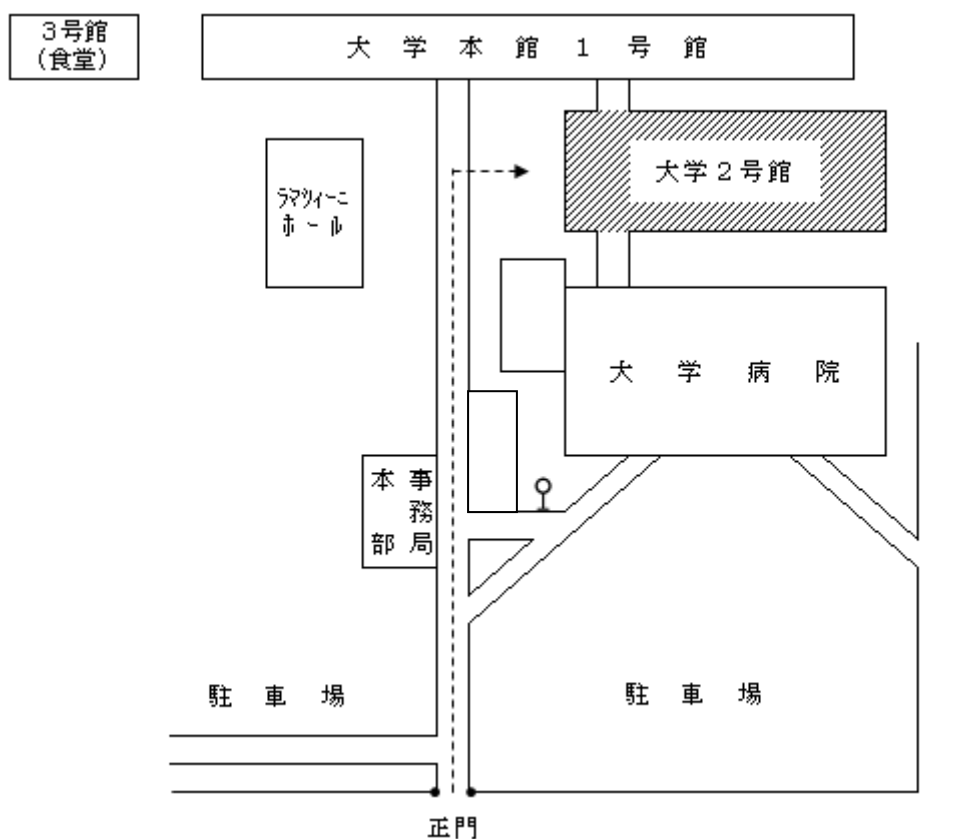 ３号館
（食堂）
大学本館１号館
大学２号館
ﾗﾏﾂｨｰﾆ
ﾎｰﾙ
大学病院
本部
事務局
駐車場
駐車場
正門